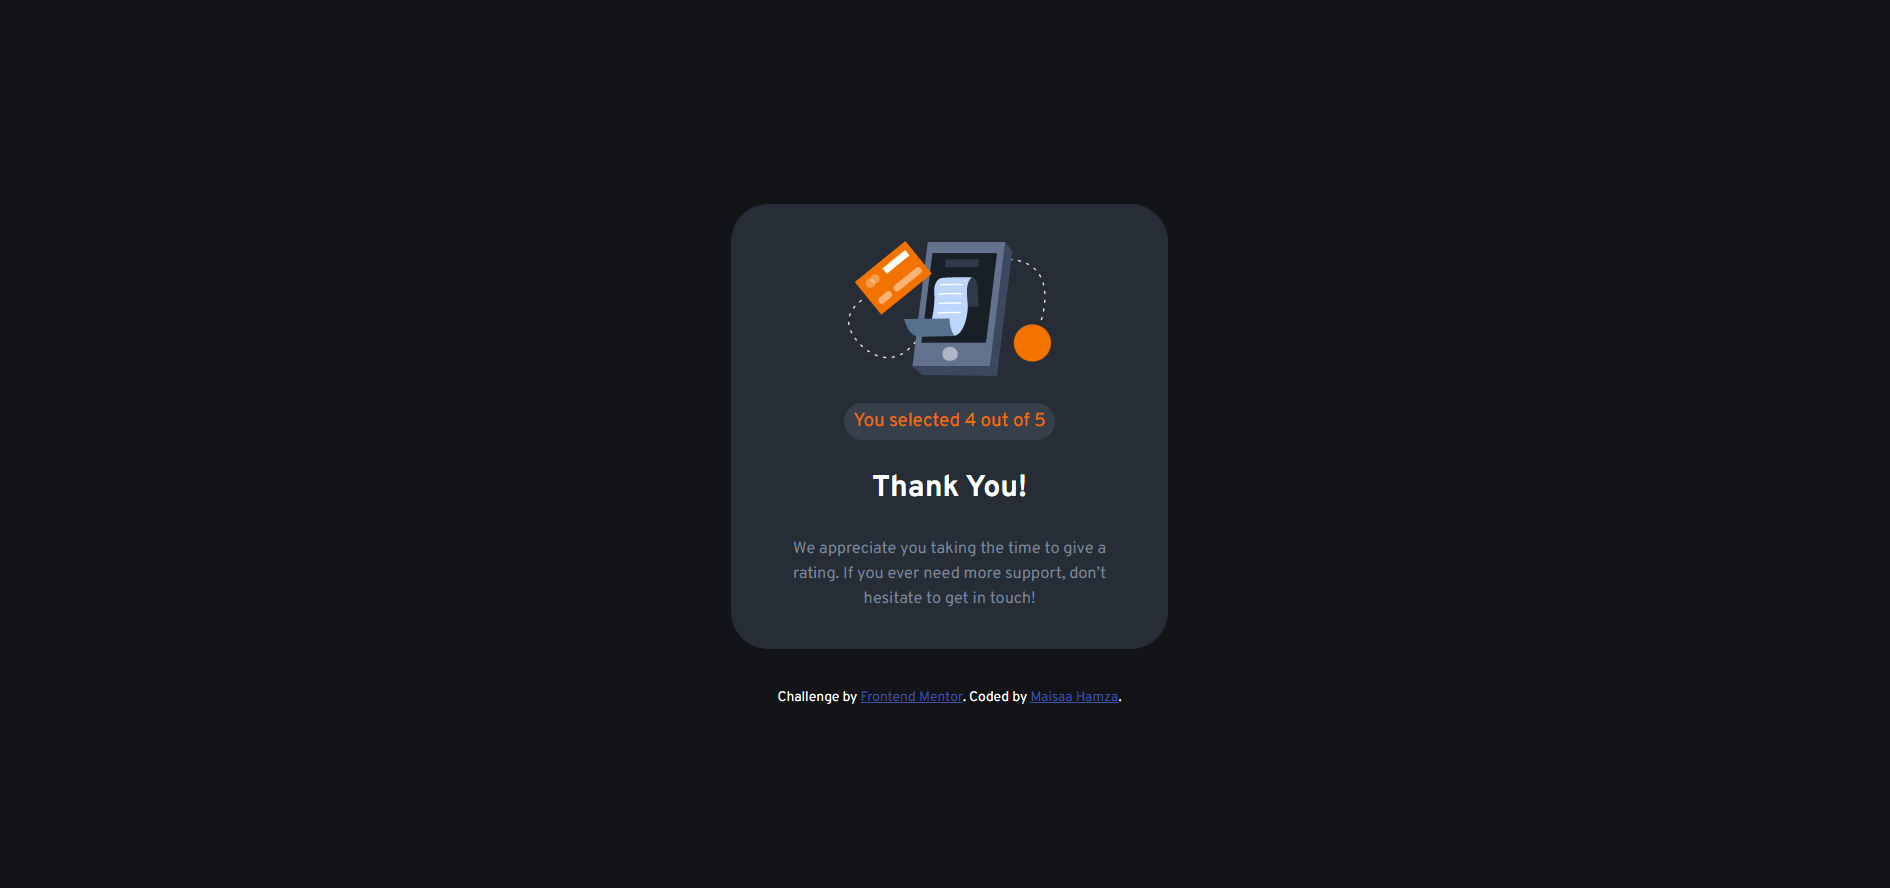 You selected 4 out of 5
Thank You!
We appreciate you taking the time to give a
rating. If you ever need more support, don’t
hesitate to get in touch!
Challenge by Frontend Mentor. Coded by Maisaa Hamza.